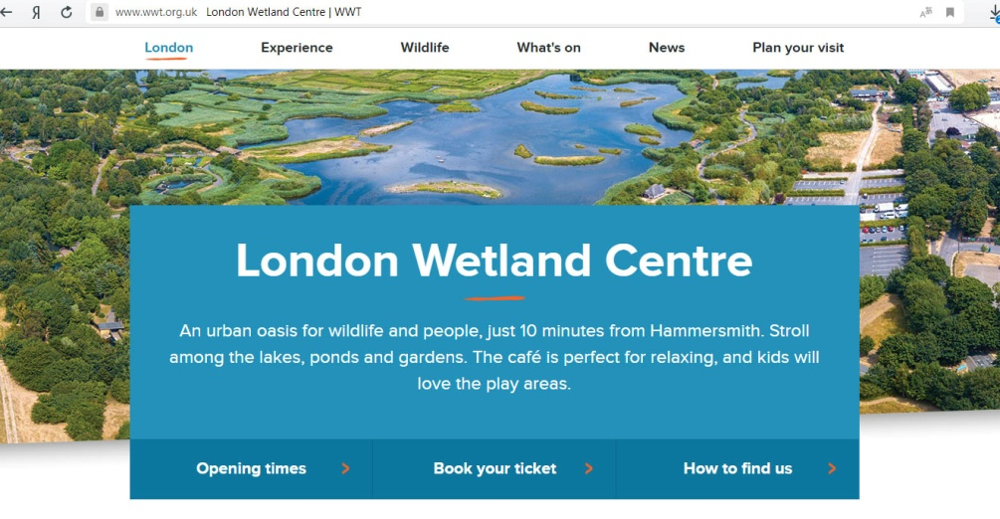 Я www.wwt.org.uk London Wetland Centre | WWT
London Experience Wildlife What's on News Plan your visit
London Wetland Centre
An urban oasis for wildlife and people, just 10 minutes from Hammersmith. Stroll
among the lakes, ponds and gardens. The café is perfect for relaxing, and kids will
love the play areas.
Opening times Book your ticket How to find us